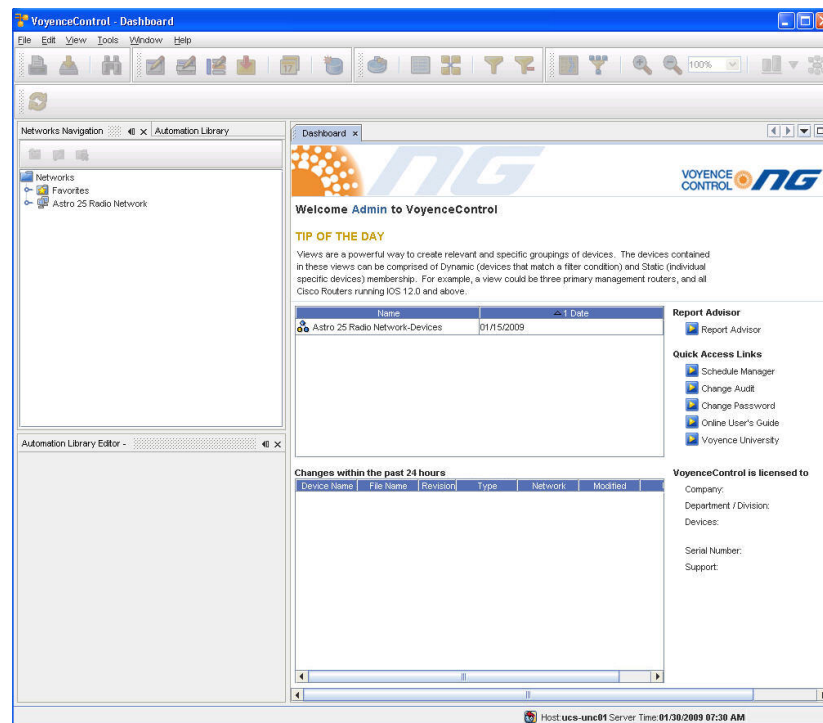 VoyenceControl - Dashboard
File Edit View Tools Window Help
17
100%
Networks Navigation
Automation Library
Networks
Favorites
Astro 25 Radio Network
Automation Library Editor -
Dashboard
ng
VOYENCE
CONTROL ng
Welcome Admin to VoyenceControl
TIP OF THE DAY
Views are a powerful way to create relevant and specific groupings of devices. The devices contained
in these views can be comprised of Dynamic (devices that match a filter condition) and Static (individual
specific devices) membership. For example, a view could be three primary management routers, and all
Cisco Routers running IOS 12.0 and above.
Name 1 Date
Astro 25 Radio Network-Devices 01/15/2009
Report Advisor
Report Advisor
Quick Access Links
Schedule Manager
Change Audit
Change Password
Online User's Guide
Voyence University
Changes within the past 24 hours
Device Name File Name Revision Type Network Modified
VoyenceControl is licensed to
Company:
Department / Division:
Devices:
Serial Number:
Support:
Host:ucs-unc01 Server Time:01/30/2009 07:30 AM